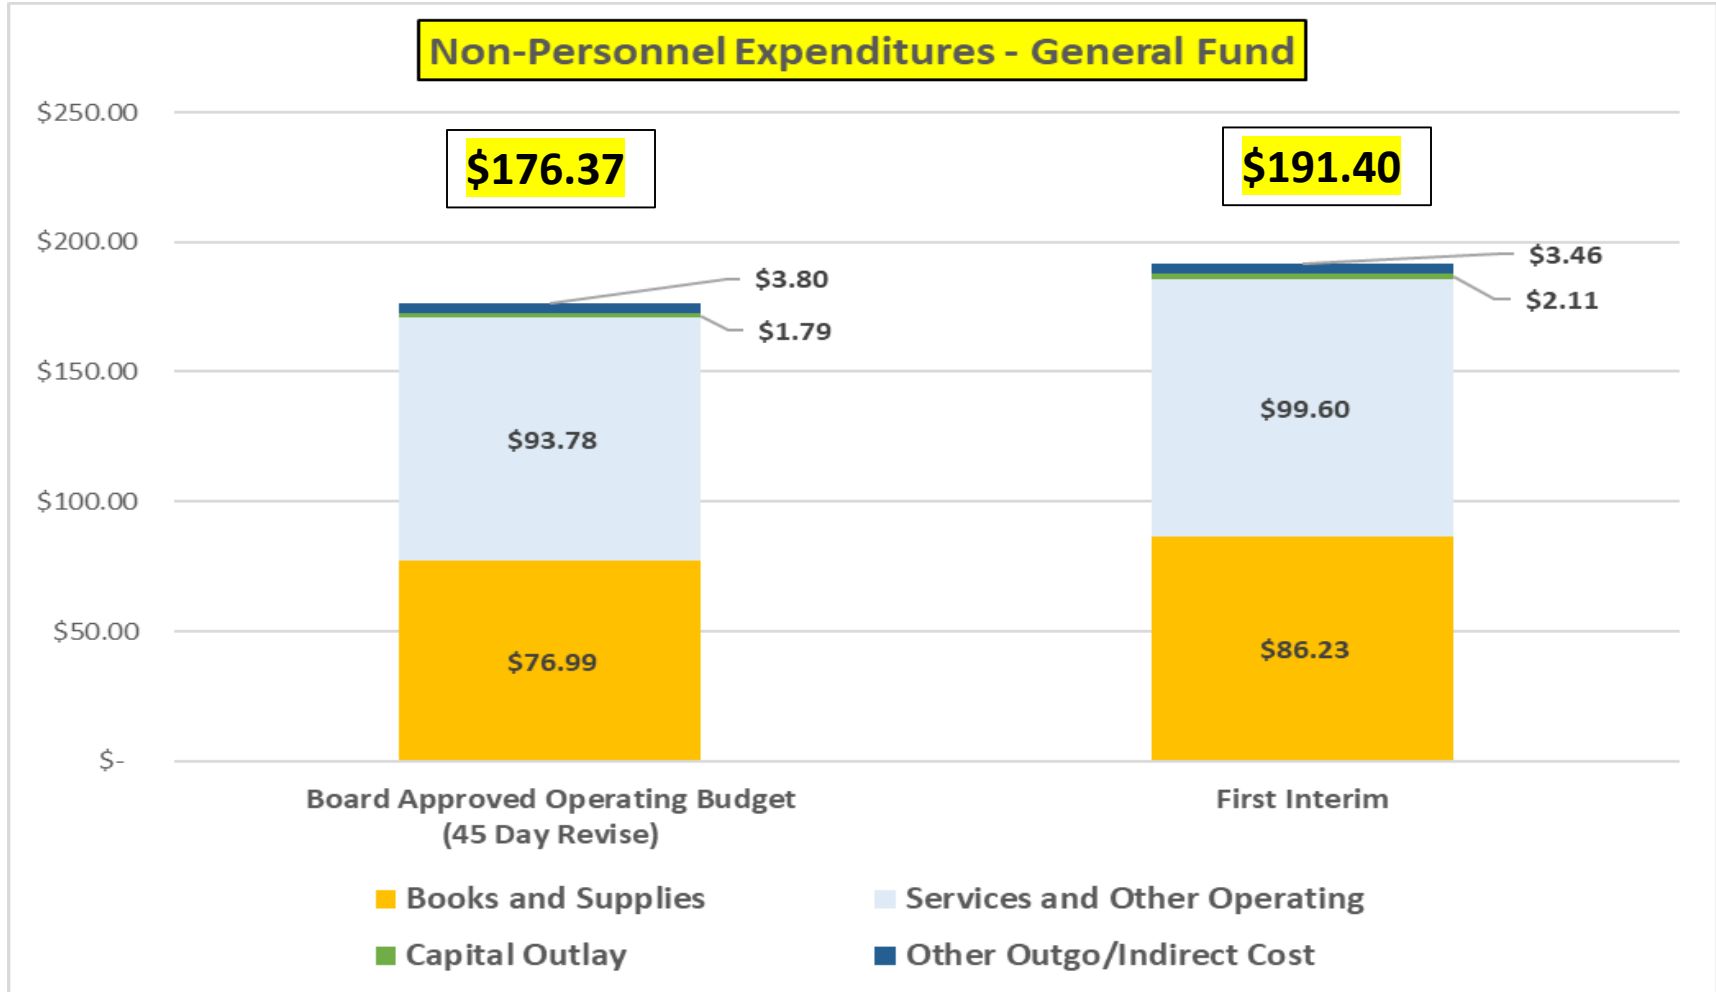 Non-Personnel Expenditures - General Fund
$250.00
$176.37
$191.40
$200.00
$3.80
$1.79
$3.46
$2.11
$150.00
$93.78
$99.60
$100.00
$50.00
$76.99
$86.23
$-
Board Approved Operating Budget
(45 Day Revise)
First Interim
Books and Supplies
Services and Other Operating
Capital Outlay
Other Outgo/Indirect Cost